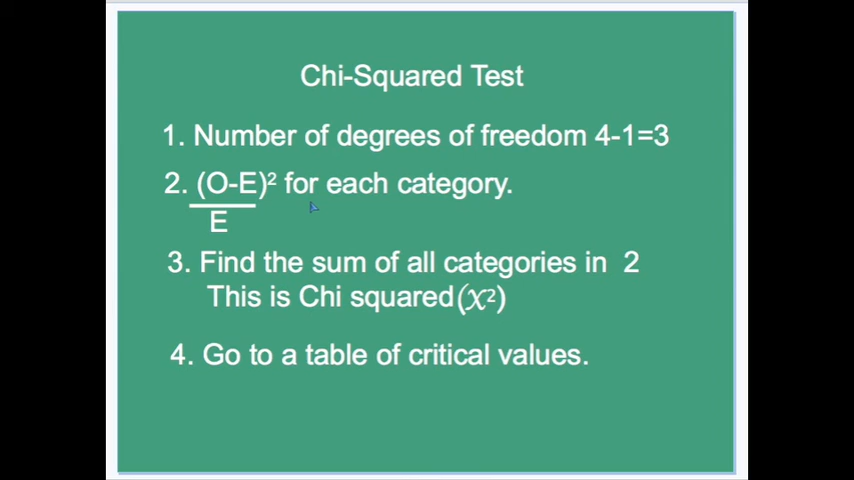 Chi-Squared Test
1. Number of degrees of freedom 4-1=3
2. (O-E)² for each category.
E
3. Find the sum of all categories in 2
This is Chi squared(χ²)
4. Go to a table of critical values.